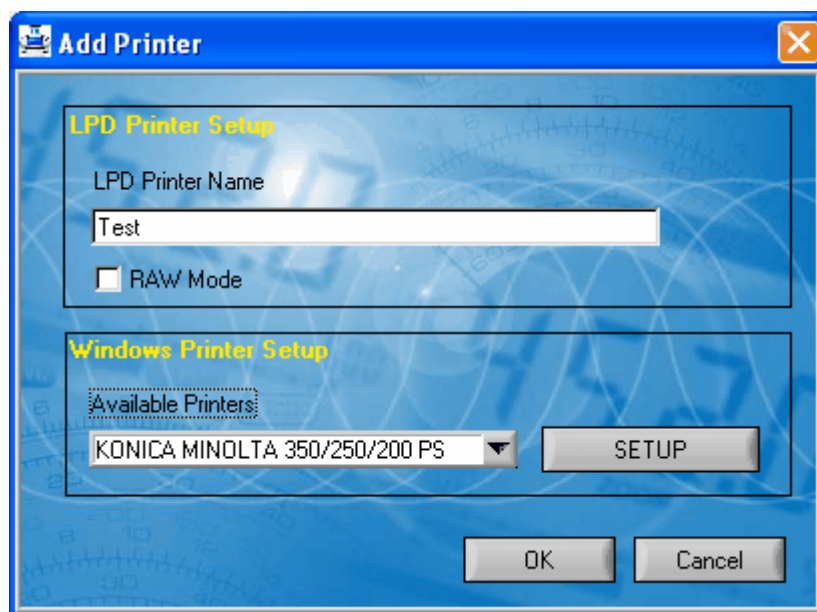 Add Printer
LPD Printer Setup
LPD Printer Name
Test
RAW Mode
Windows Printer Setup
Available Printers
KONICA MINOLTA 350/250/200 PS
SETUP
OK
Cancel